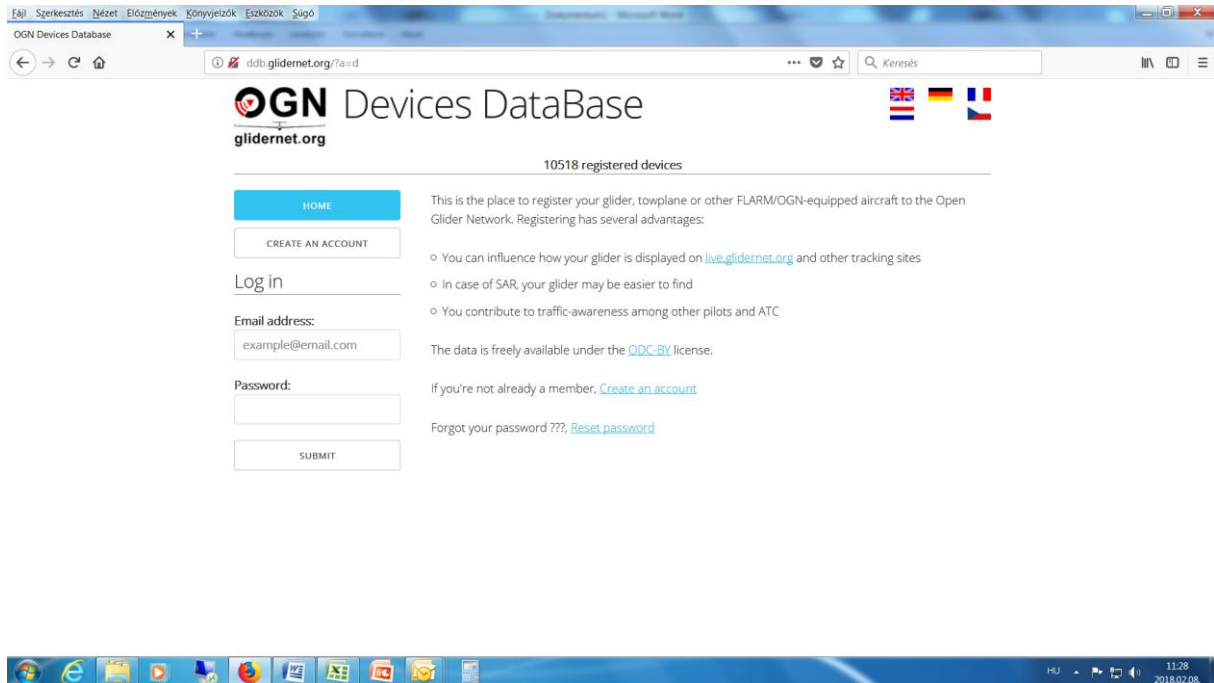 Fájl Szerkesztés Nézet Előzmények Könyvjelzők Eszközök Súgó
Dokumentum1 - Microsoft Word
OGN Devices Database
ddb.glidernet.org/?a=d
Keresés
OGN Devices DataBase
glidernet.org
10518 registered devices
HOME
CREATE AN ACCOUNT
Log in
Email address:
example@email.com
Password:
SUBMIT
This is the place to register your glider, towplane or other FLARM/OGN-equipped aircraft to the Open
Glider Network. Registering has several advantages:
You can influence how your glider is displayed on live.glidernet.org and other tracking sites
In case of SAR, your glider may be easier to find
You contribute to traffic-awareness among other pilots and ATC
The data is freely available under the ODC-BY license.
If you're not already a member, Create an account
Forgot your password ???, Reset password
HU
11:28
2018.02.08.